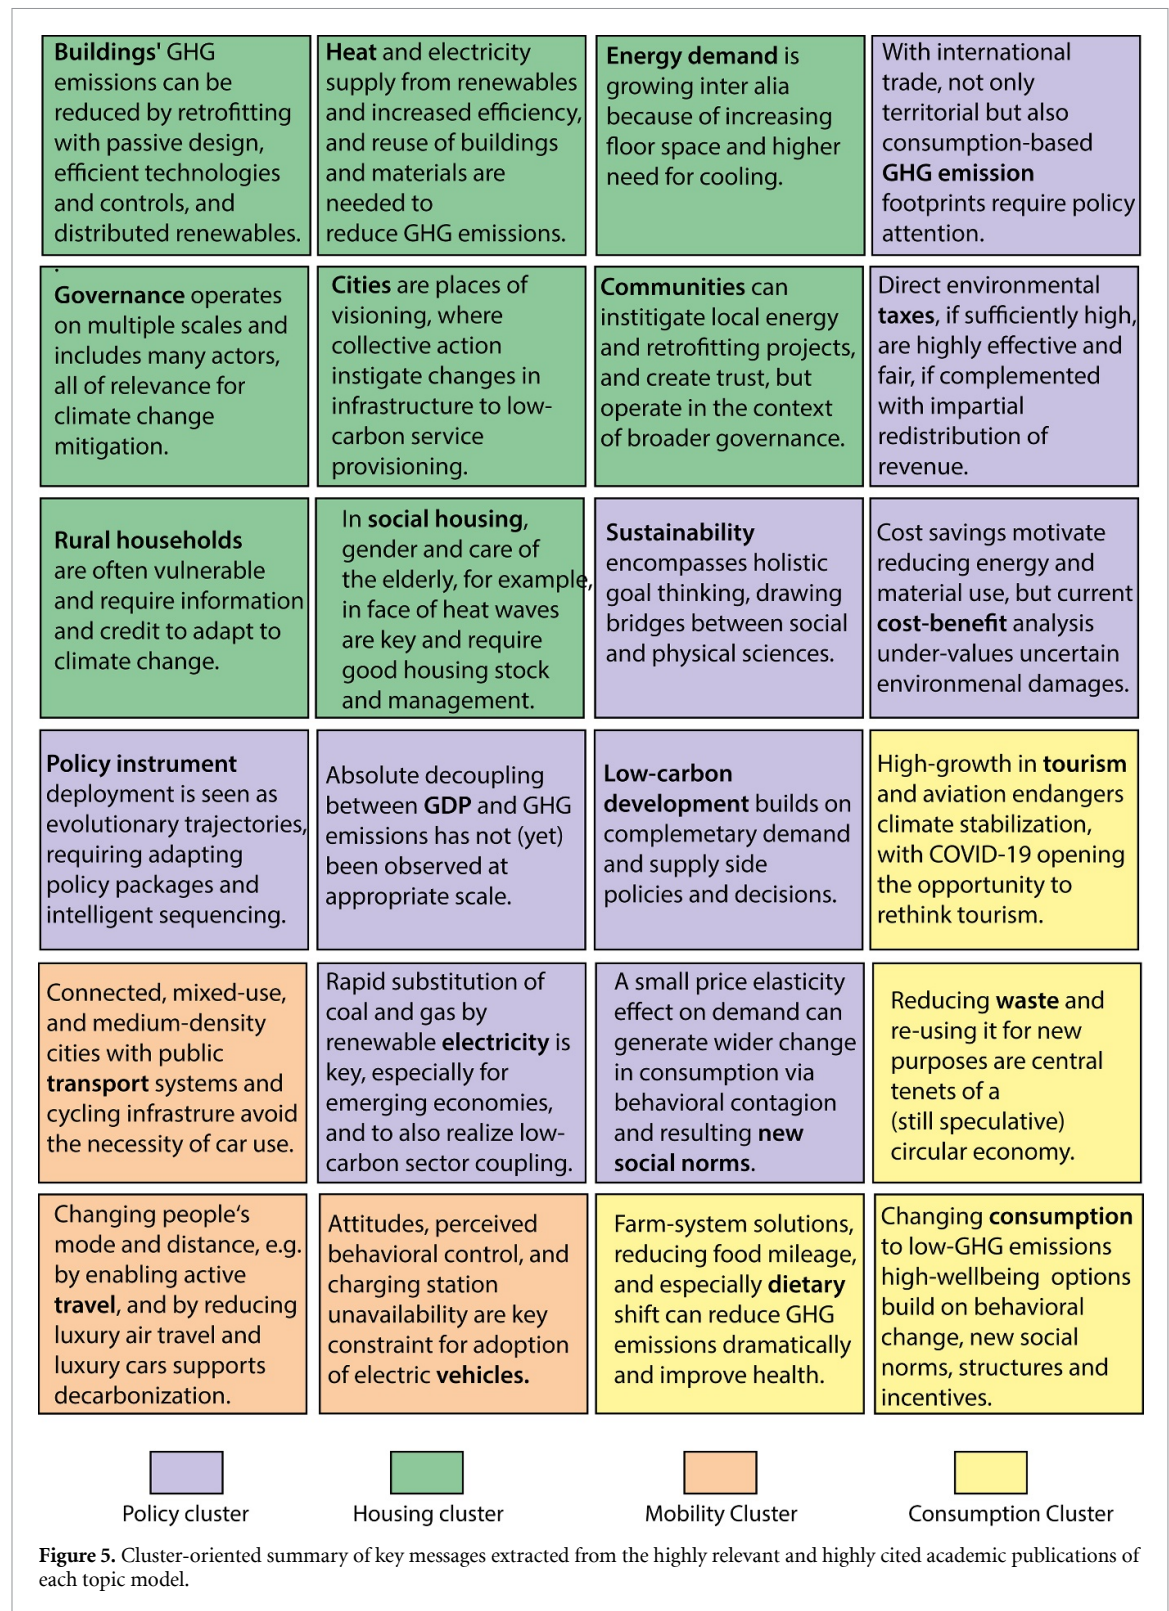 Buildings' GHG
emissions can be
reduced by retrofitting
with passive design,
efficient technologies
and controls, and
distributed renewables.
.
Heat and electricity
supply from renewables
and increased efficiency,
and reuse of buildings
and materials are
needed to
reduce GHG emissions.
Energy demand is
growing inter alia
because of increasing
floor space and higher
need for cooling.
With international
trade, not only
territorial but also
consumption-based
GHG emission
footprints require policy
attention.
Governance operates
on multiple scales and
includes many actors,
all of relevance for
climate change
mitigation.
Cities are places of
visioning, where
collective action
instigate changes in
infrastructure to low-
carbon service
provisioning.
Communities can
institigate local energy
and retrofitting projects,
and create trust, but
operate in the context
of broader governance.
Direct environmental
taxes, if sufficiently high,
are highly effective and
fair, if complemented
with impartial
redistribution of
revenue.
Rural households
are often vulnerable
and require information
and credit to adapt to
climate change.
In social housing,
gender and care of
the elderly, for example,
in face of heat waves
are key and require
good housing stock
and management.
Sustainability
encompasses holistic
goal thinking, drawing
bridges between social
and physical sciences.
Cost savings motivate
reducing energy and
material use, but current
cost-benefit analysis
under-values uncertain
environmenal damages.
Policy instrument
deployment is seen as
evolutionary trajectories,
requiring adapting
policy packages and
intelligent sequencing.
Absolute decoupling
between GDP and GHG
emissions has not (yet)
been observed at
appropriate scale.
Low-carbon
development builds on
complemetary demand
and supply side
policies and decisions.
High-growth in tourism
and aviation endangers
climate stabilization,
with COVID-19 opening
the opportunity to
rethink tourism.
Connected, mixed-use,
and medium-density
cities with public
transport systems and
cycling infrastrure avoid
the necessity of car use.
Rapid substitution of
coal and gas by
renewable electricity is
key, especially for
emerging economies,
and to also realize low-
carbon sector coupling.
A small price elasticity
effect on demand can
generate wider change
in consumption via
behavioral contagion
and resulting new
social norms.
Reducing waste and
re-using it for new
purposes are central
tenets of a
(still speculative)
circular economy.
Changing people‘s
mode and distance, e.g.
by enabling active
travel, and by reducing
luxury air travel and
luxury cars supports
decarbonization.
Attitudes, perceived
behavioral control, and
charging station
unavailability are key
constraint for adoption
of electric vehicles.
Farm-system solutions,
reducing food mileage,
and especially dietary
shift can reduce GHG
emissions dramatically
and improve health.
Changing consumption
to low-GHG emissions
high-wellbeing options
build on behavioral
change, new social
norms, structures and
incentives.
Policy cluster
Housing cluster
Mobility Cluster
Consumption Cluster
Figure 5. Cluster-oriented summary of key messages extracted from the highly relevant and highly cited academic publications of
each topic model.